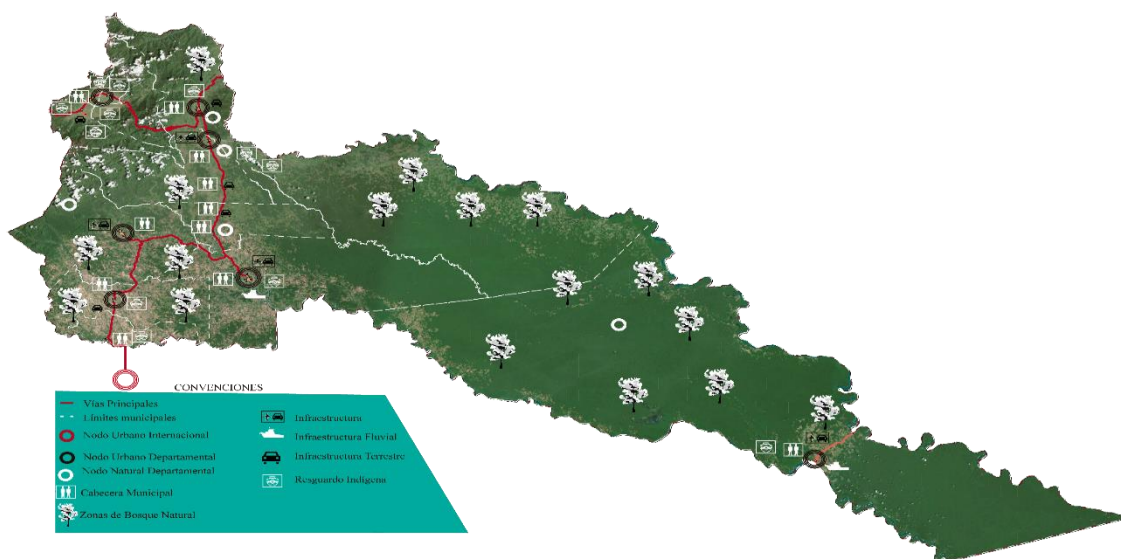 CONVENCIONES
Vías Principales
Límites municipales
Nodo Urbano Internacional
Nodo Urbano Departamental
Nodo Natural Departamental
Cabecera Municipal
Zonas de Bosque Natural
Infraestructura
Infraestructura Fluvial
Infraestructura Terrestre
Resguardo Indígena